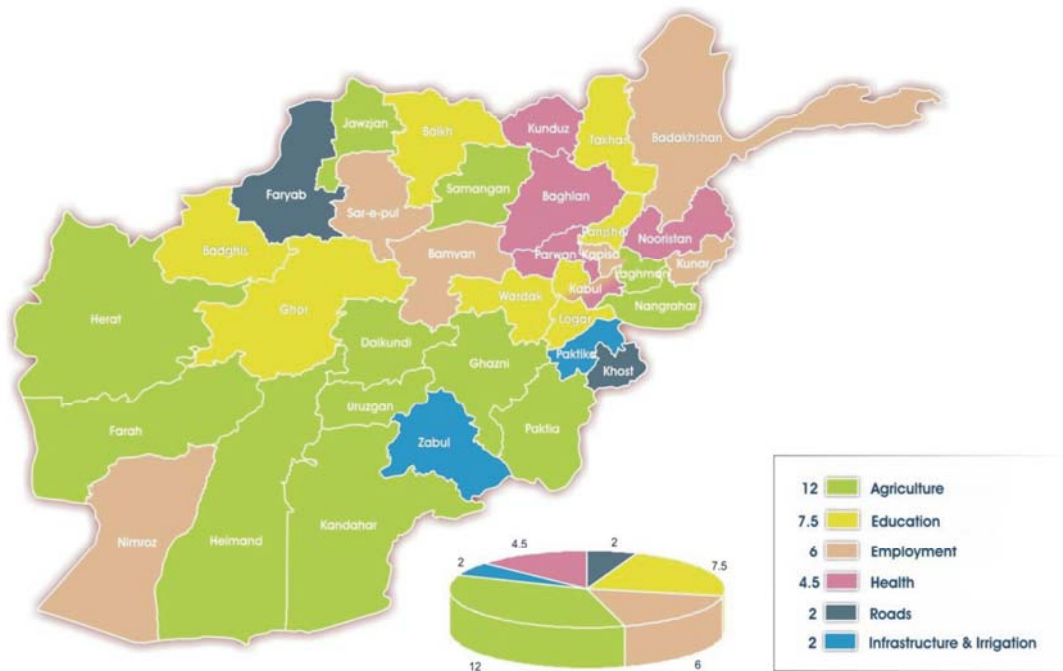 Jawzjan
Balkh
Kunduz
Takhar
Badakhshan
Faryab
Samangan
Baghlan
Sar-e-pul
Badghis
Bamyan
Panjsher
Nooristan
Parwan
Kapisa
Kunar
Laghman
Kabul
Wardak
Ghor
Herat
Nangrahar
Logar
Daikundi
Ghazni
Paktika
Khost
Uruzgan
Farah
Zabul
Paktia
Kandahar
Nimroz
Helmand
12 Agriculture
7.5 Education
6 Employment
4.5 Health
2 Roads
2 Infrastructure & Irrigation
4.5
2
2
7.5
12
6